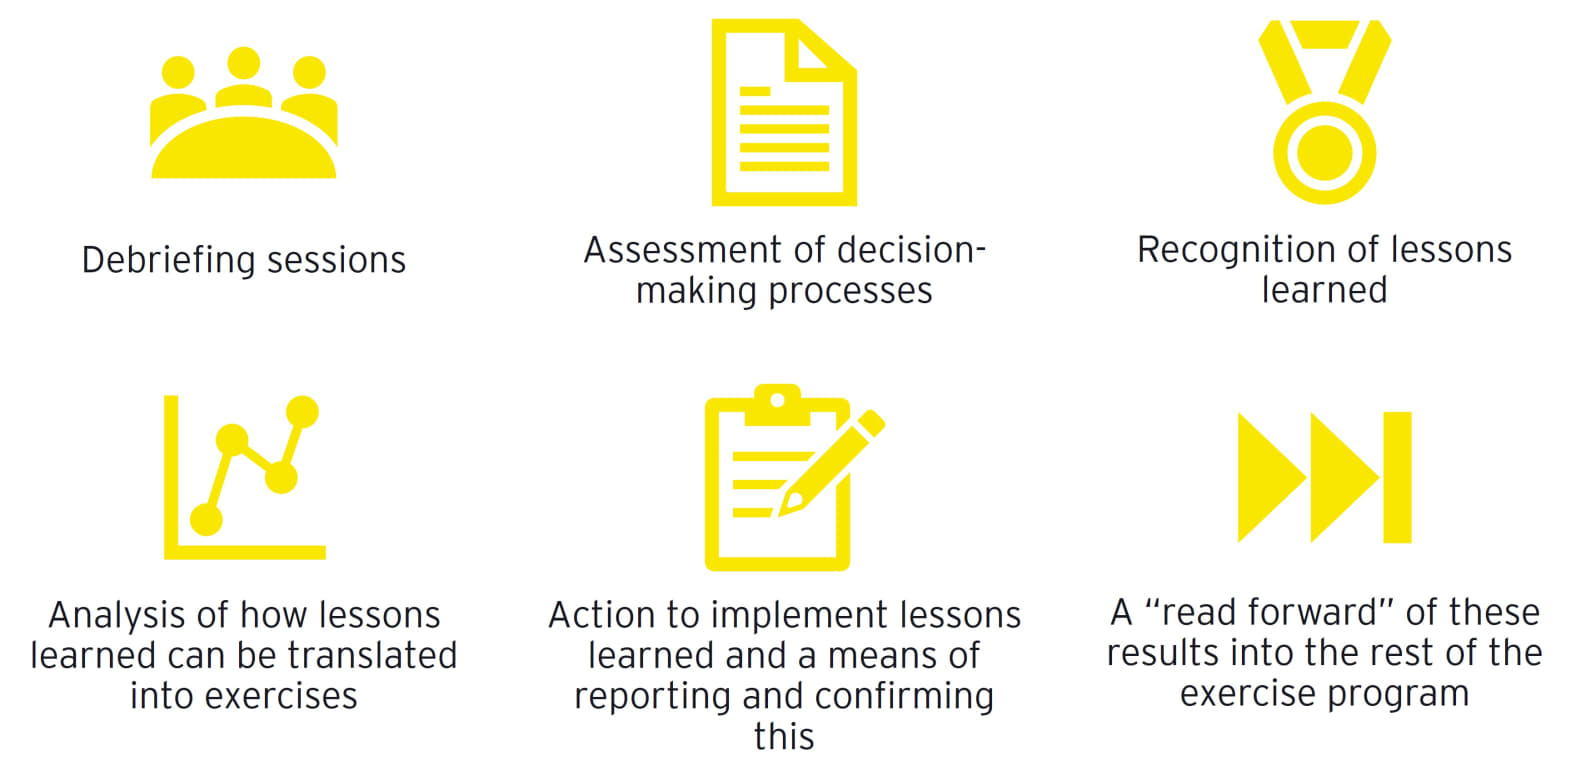 Debriefing sessions
Assessment of decision-
making processes
Recognition of lessons
learned
Analysis of how lessons
learned can be translated
into exercises
Action to implement lessons
learned and a means of
reporting and confirming
this
A “read forward” of these
results into the rest of the
exercise program